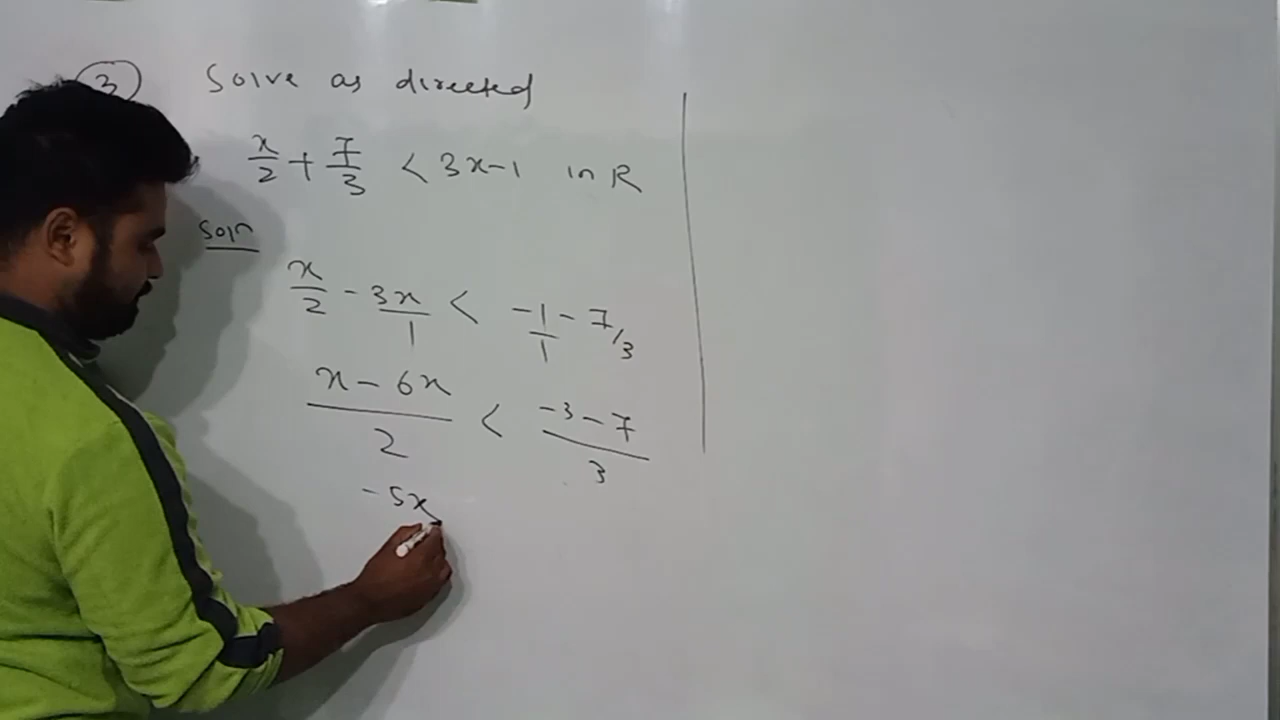 3 Solve as directed
x/2 + 7/3 < 3x-1 in R
Soln
x/2 - 3x/1 < -1/1 - 7/3
x - 6x / 2 < -3 - 7 / 3
-5x